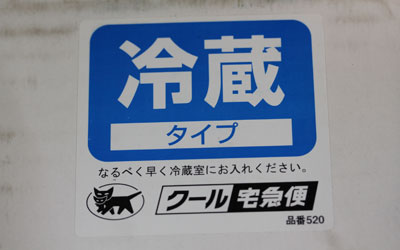 冷蔵
タイプ
なるべく早く冷蔵室にお入れください。
クール宅急便
品番520